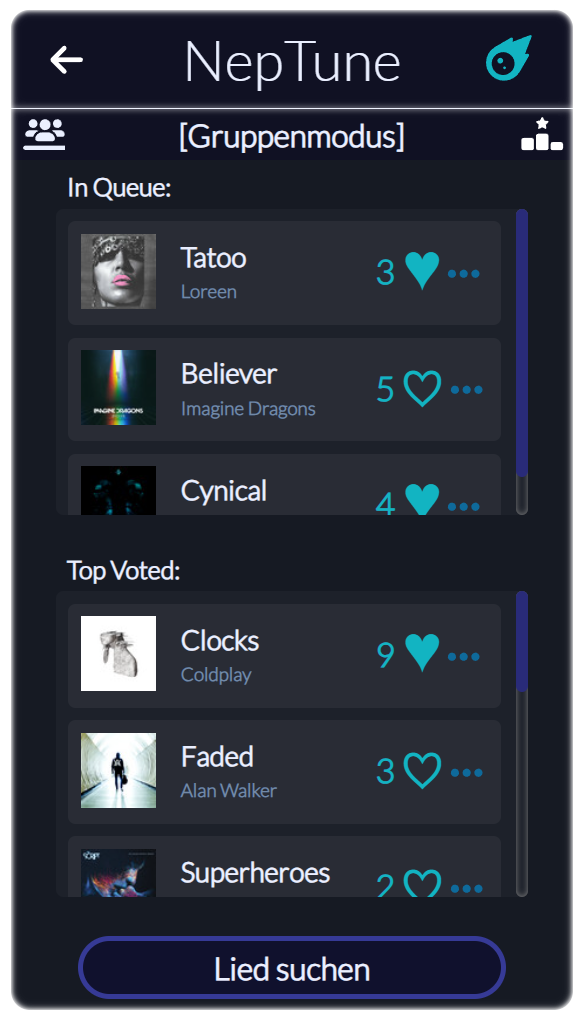 NepTune
[Gruppenmodus]
In Queue:
Tatoo
Loreen
3
Believer
Imagine Dragons
5
IMAGINE DRAGONS
Cynical
4
Top Voted:
Clocks
Coldplay
9
Faded
Alan Walker
3
Superheroes
2
Lied suchen